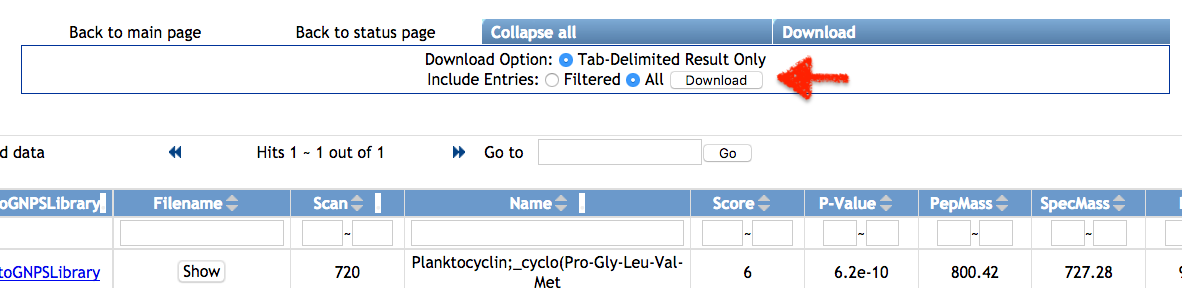 Back to main page Back to status page Collapse all Download
Download Option: Tab-Delimited Result Only
Include Entries: Filtered All Download
d data Hits 1 ~ 1 out of 1 Go to Go
oGNPSLibrary Filename Scan Name Score P-Value PepMass SpecMass
~ ~ ~ ~ ~
toGNPSLibrary Show 720 Planktocyclin;_cyclo(Pro-Gly-Leu-Val-
Met 6 6.2e-10 800.42 727.28